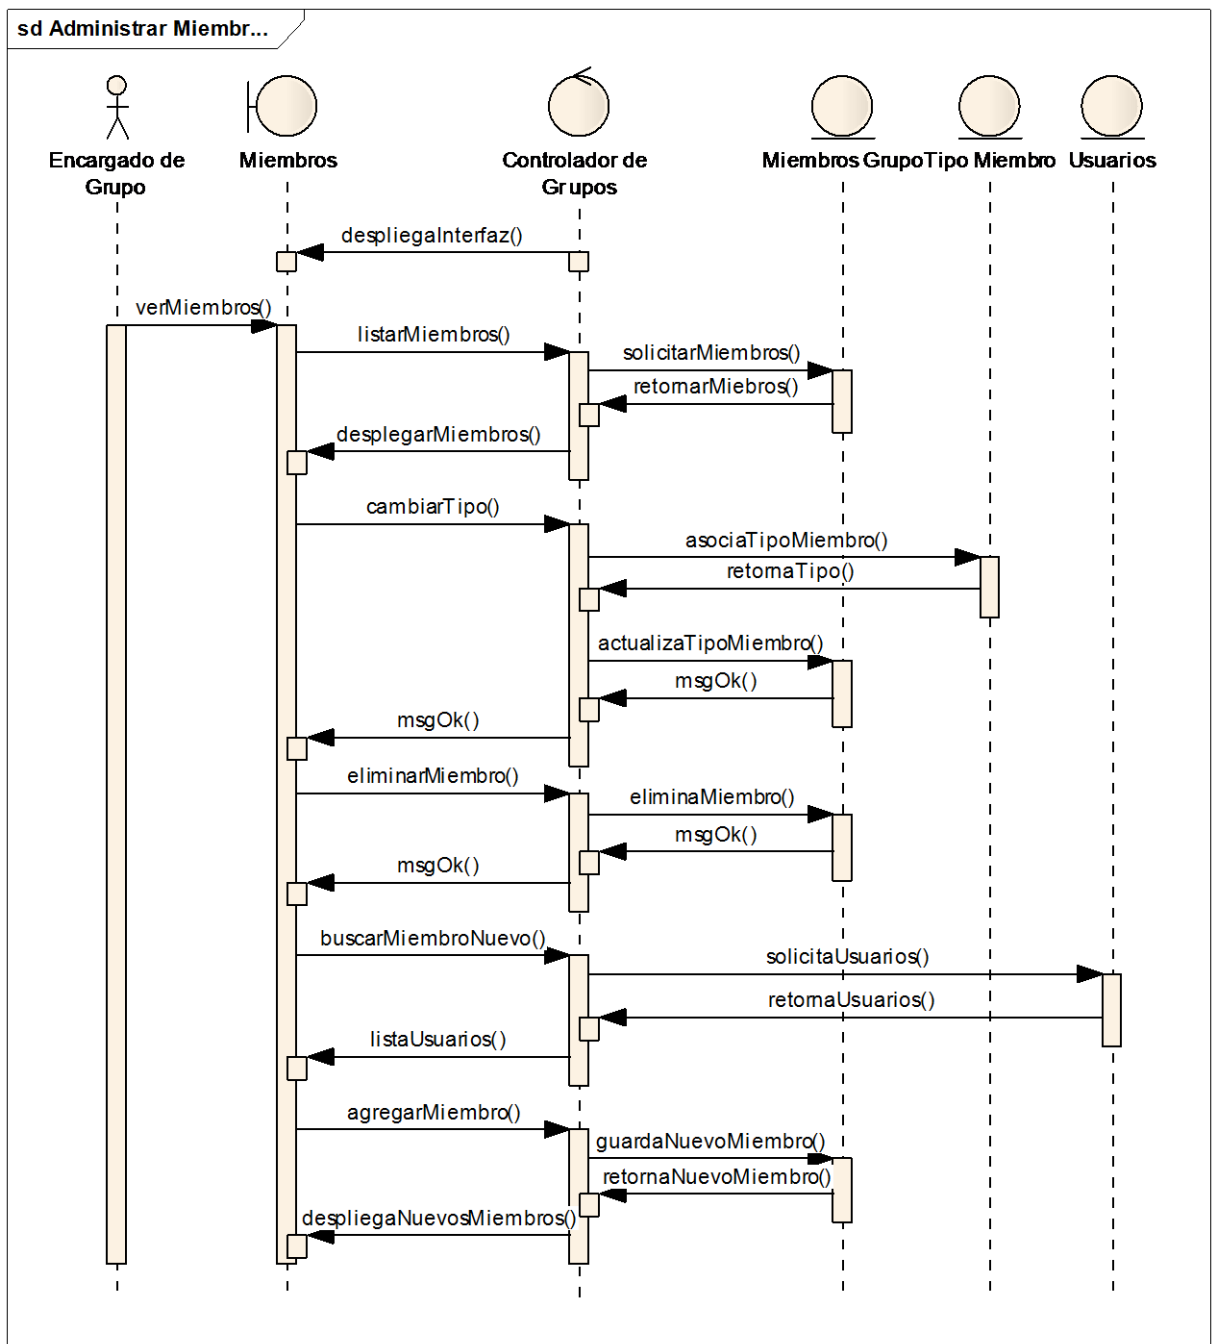 sd Administrar Miembr...
Encargado de
Grupo
Miembros
Controlador de
Grupos
Miembros Grupo
Tipo Miembro
Usuarios
despliegaInterfaz()
verMiembros()
listarMiembros()
solicitarMiembros()
retornarMiebros()
desplegarMiembros()
cambiarTipo()
asociaTipoMiembro()
retornaTipo()
actualizaTipoMiembro()
msgOk()
msgOk()
eliminarMiembro()
eliminaMiembro()
msgOk()
msgOk()
buscarMiembroNuevo()
solicitaUsuarios()
retornaUsuarios()
listaUsuarios()
agregarMiembro()
guardaNuevoMiembro()
retornaNuevoMiembro()
despliegaNuevosMiembros()